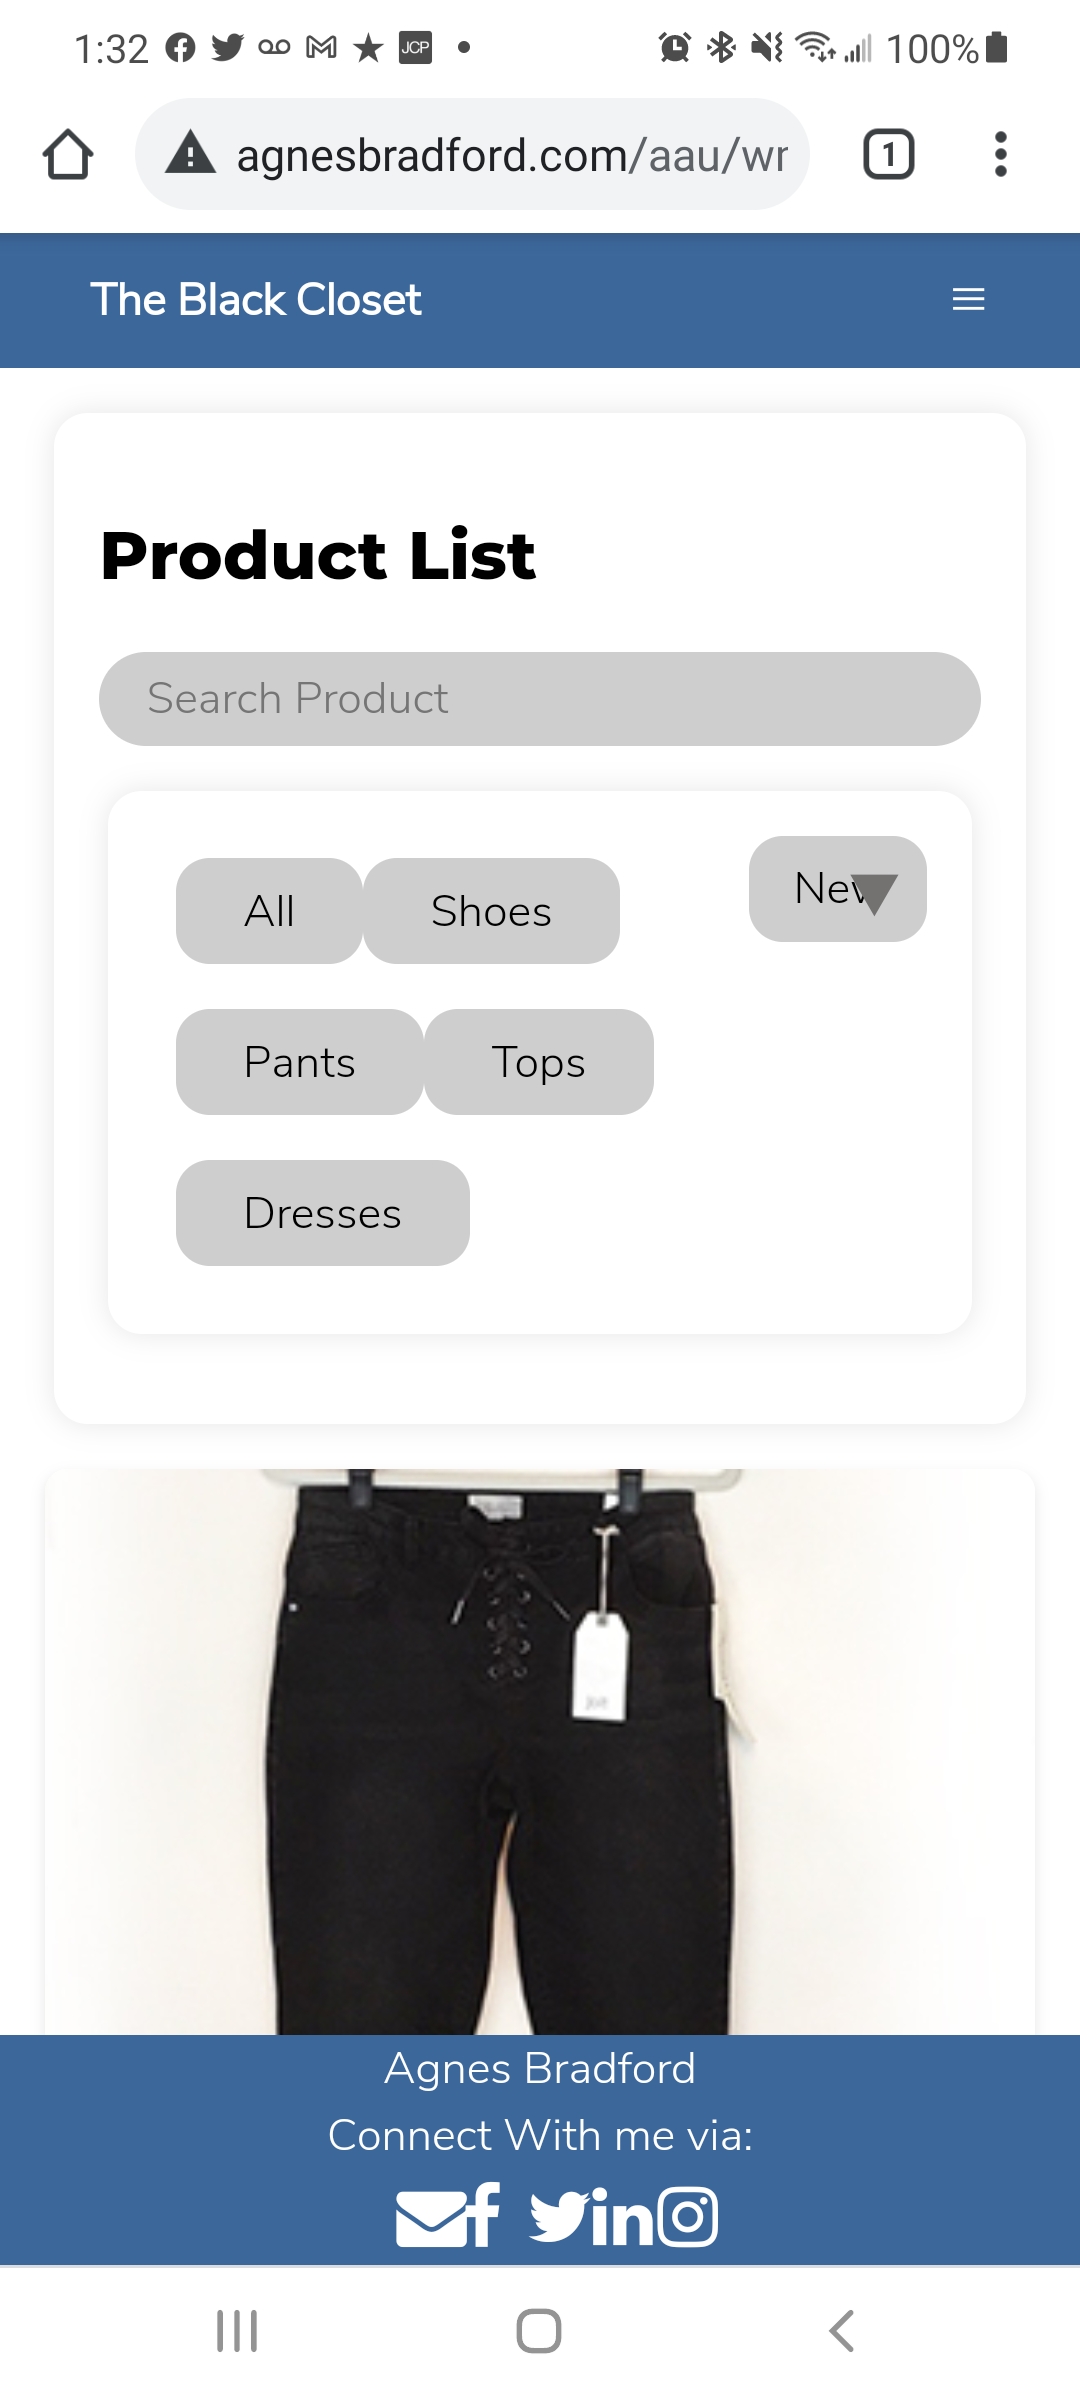 1:32 JCP 100%
agnesbradford.com/aau/wr 1
The Black Closet
Product List
Search Product
All Shoes
Pants Tops
Dresses
Agnes Bradford
Connect With me via: